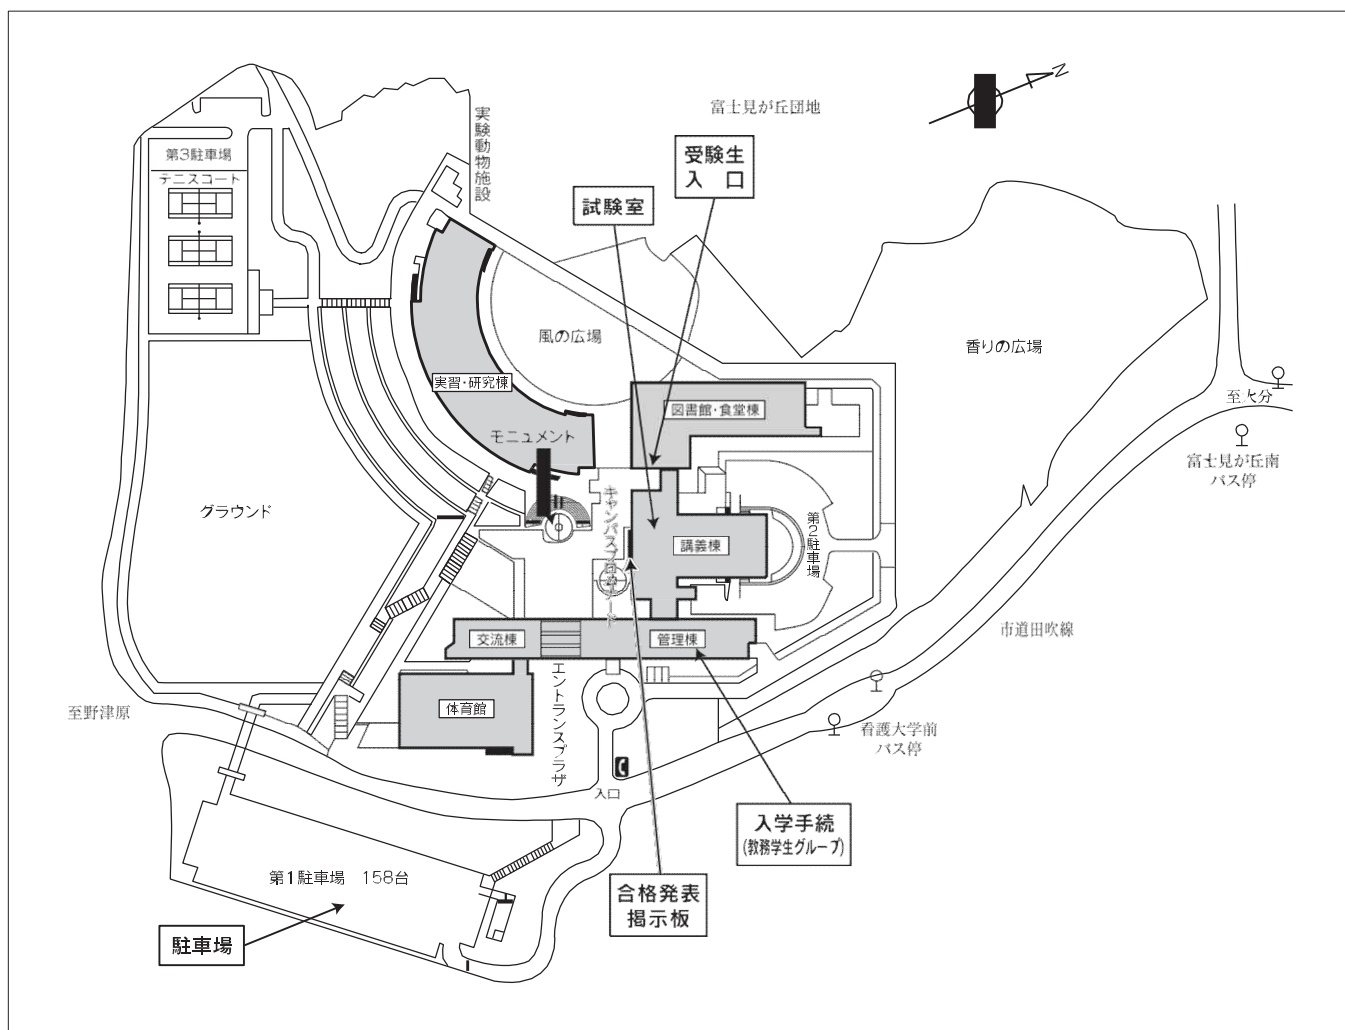 N
富士見が丘団地
実験動物施設
受験生
入口
試験室
第3駐車場
テニスコート
風の広場
香りの広場
実習・研究棟
図書館・食堂棟
至大分
モニュメント
富士見が丘南
バス停
キャンパスプロムナード
グラウンド
講義棟
第2駐車場
交流棟
管理棟
市道田吹線
エントランスプラザ
体育館
至野津原
看護大学前
バス停
入口
入学手続
(教務学生グループ)
第1駐車場 158台
合格発表
掲示板
駐車場